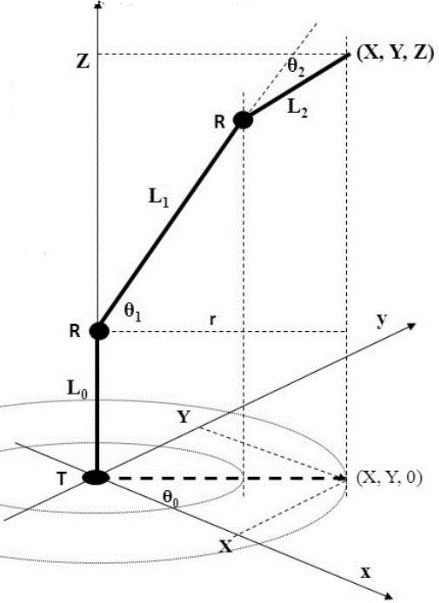 Z
(X, Y, Z)
θ2
R
L2
L1
R
θ1
r
y
L0
Y
T
θ0
(X, Y, 0)
X
x